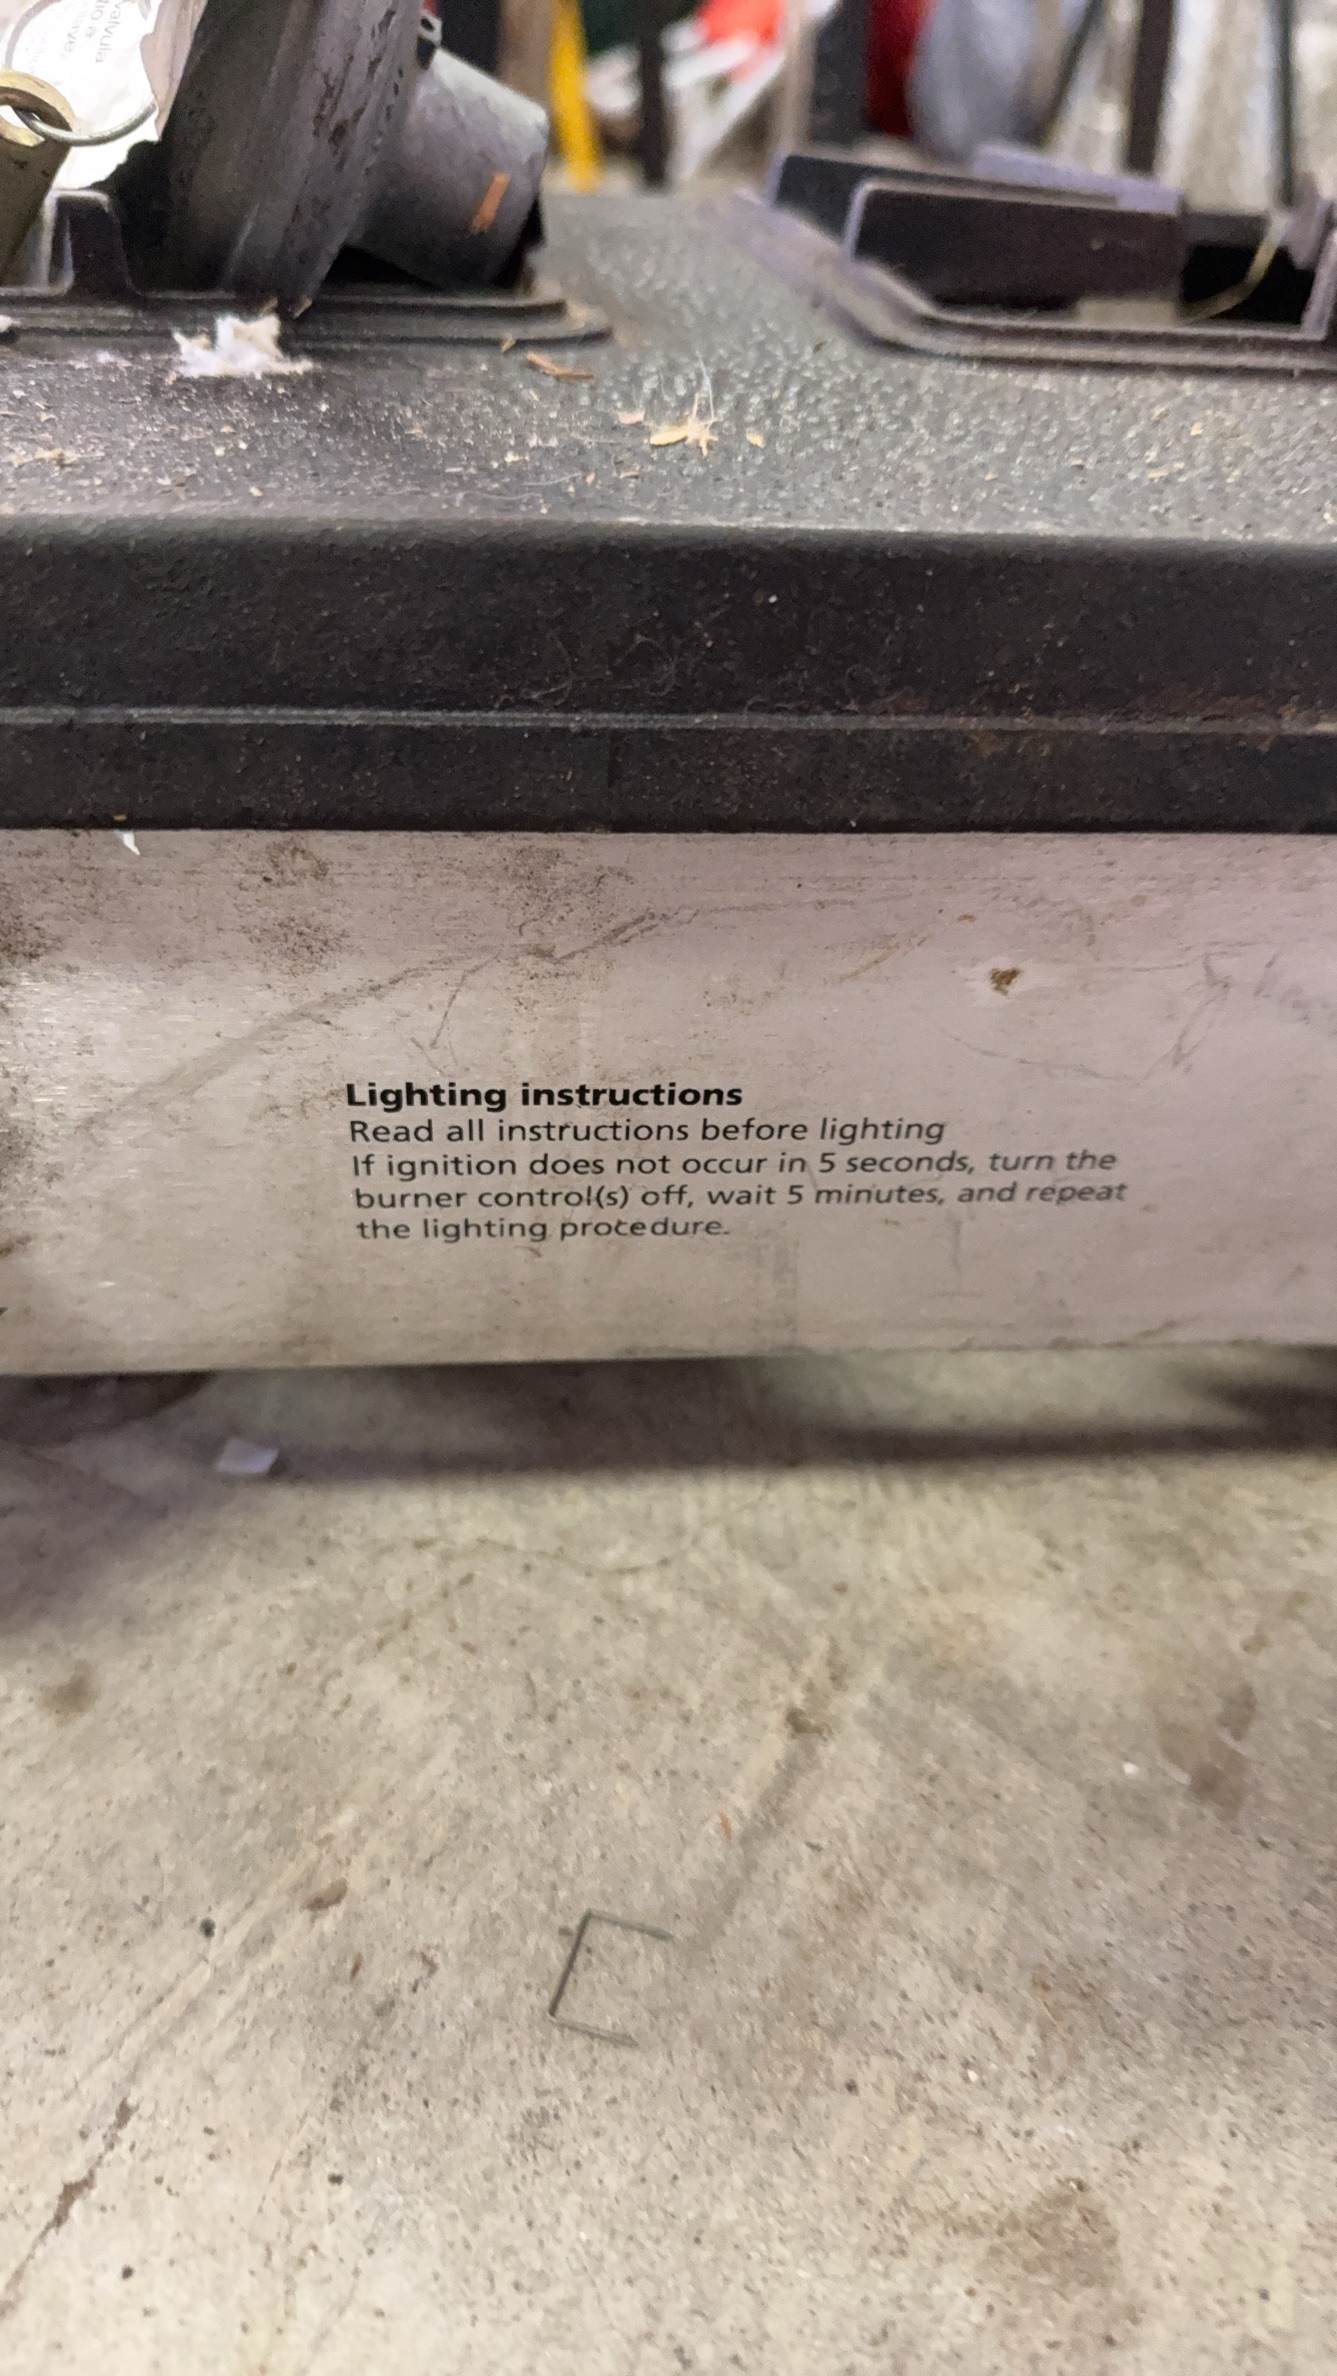 valvula
Lighting instructions
Read all instructions before lighting
If ignition does not occur in 5 seconds, turn the
burner control(s) off, wait 5 minutes, and repeat
the lighting procedure.